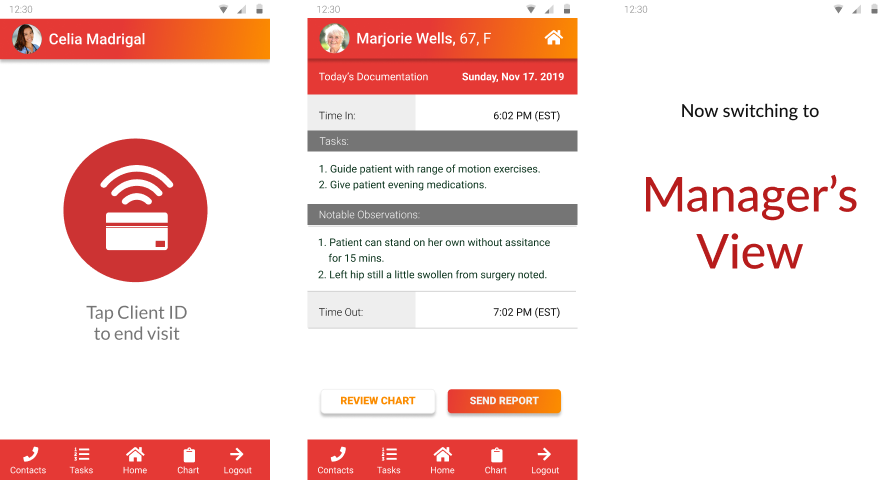 12:30
Celia Madrigal
Tap Client ID
to end visit
Contacts
Tasks
Home
Chart
Logout
12:30
Marjorie Wells, 67, F
Today's Documentation
Sunday, Nov 17. 2019
Time In:
6:02 PM (EST)
Tasks:
1. Guide patient with range of motion exercises.
2. Give patient evening medications.
Notable Observations:
1. Patient can stand on her own without assitance
for 15 mins.
2. Left hip still a little swollen from surgery noted.
Time Out:
7:02 PM (EST)
REVIEW CHART
SEND REPORT
Contacts
Tasks
Home
Chart
Logout
12:30
Now switching to
Manager's
View